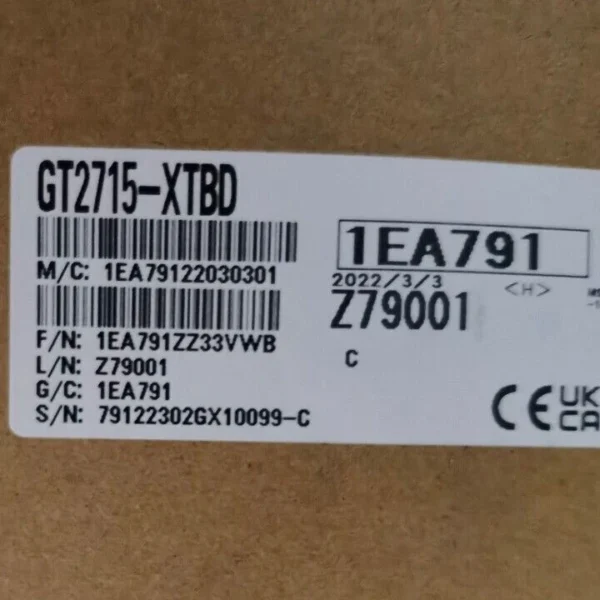 GT2715-XTBD
M/C: 1EA79122030301
F/N: 1EA791ZZ33VWB
L/N: Z79001
G/C: 1EA791
S/N: 79122302GX10099-C
1EA791
2022/3/3
<H>
Z79001
C
CE
UK
CA